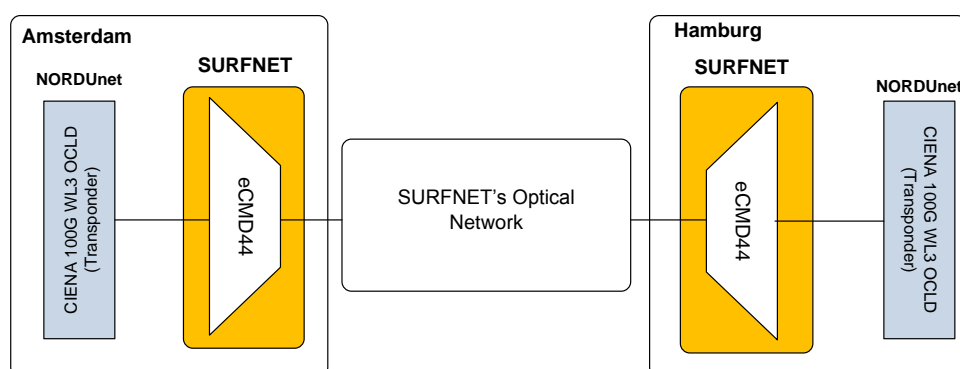 Amsterdam
SURFNET
NORDUnet
CIENA 100G WL3 OCLD
(Transponder)
eCMD44
SURFNET's Optical
Network
Hamburg
SURFNET
NORDUnet
eCMD44
CIENA 100G WL3 OCLD
(Transponder)